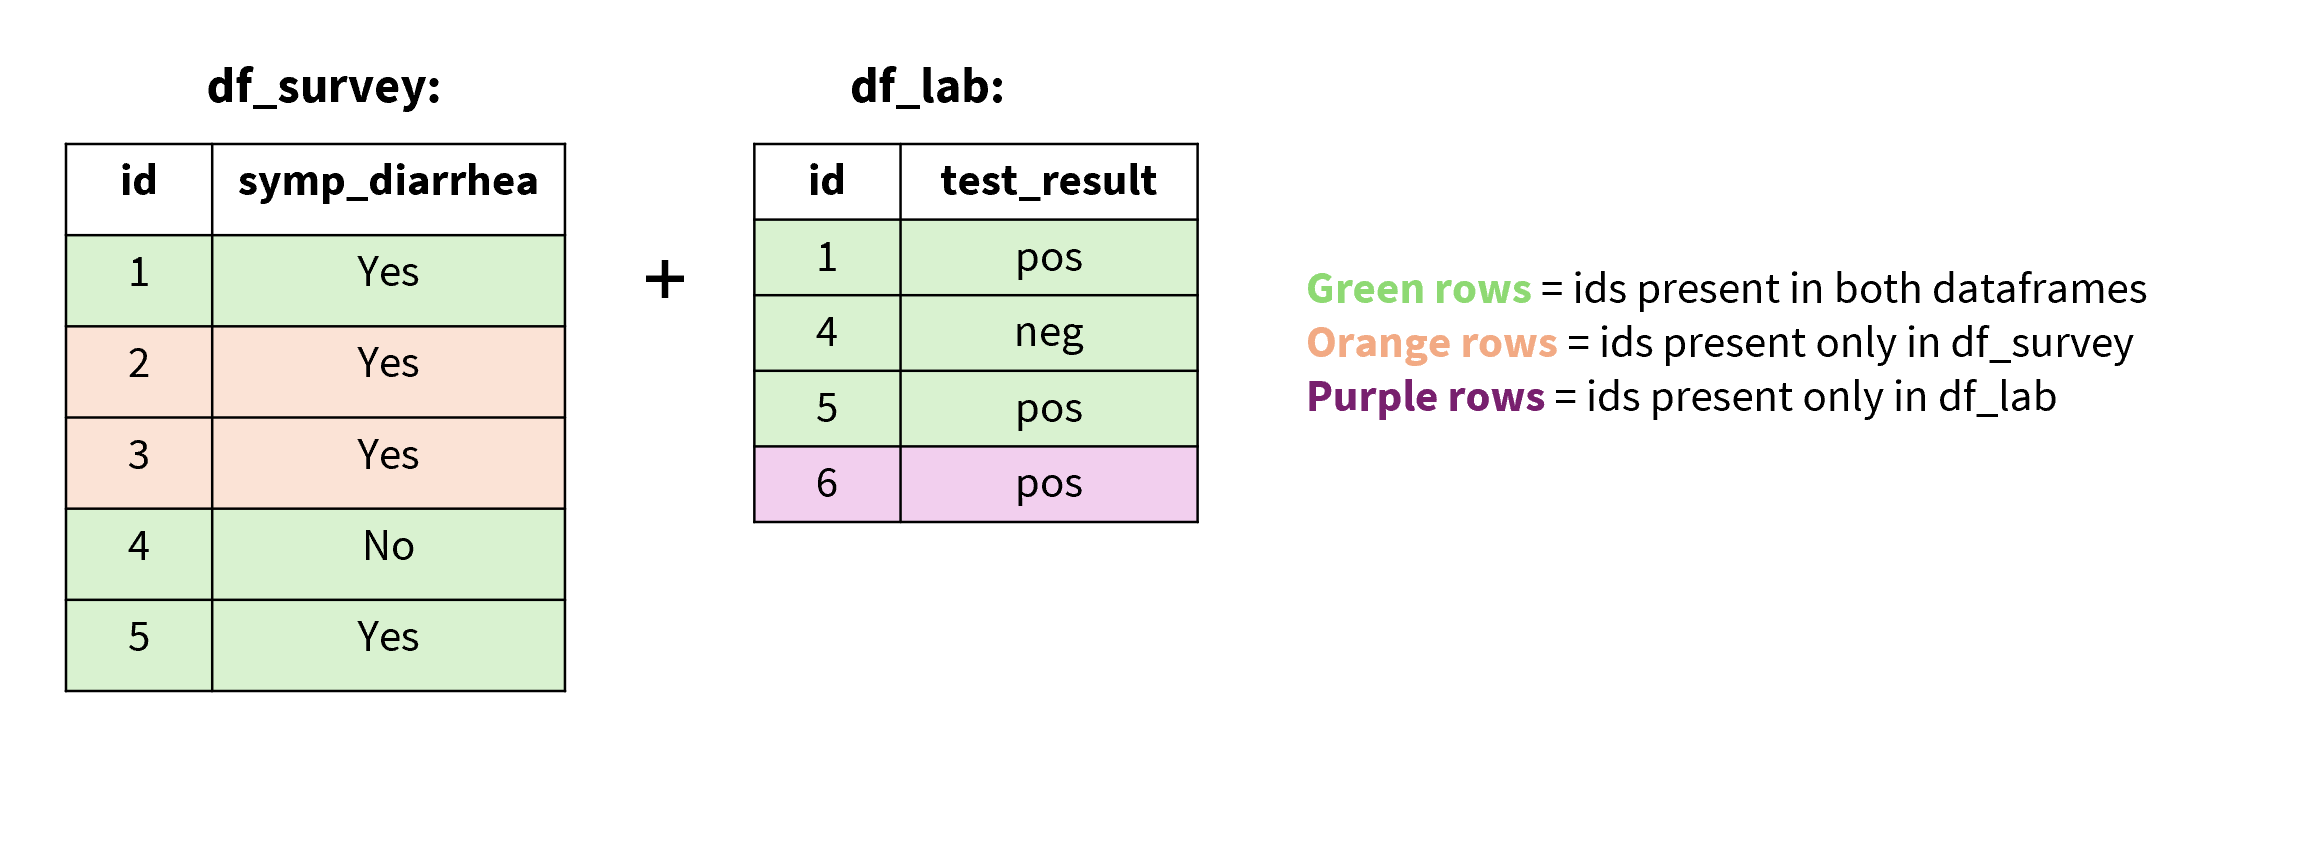 df_survey:
id symp_diarrhea
1 Yes
2 Yes
3 Yes
4 No
5 Yes
+
df_lab:
id test_result
1 pos
4 neg
5 pos
6 pos
Green rows = ids present in both dataframes
Orange rows = ids present only in df_survey
Purple rows = ids present only in df_lab